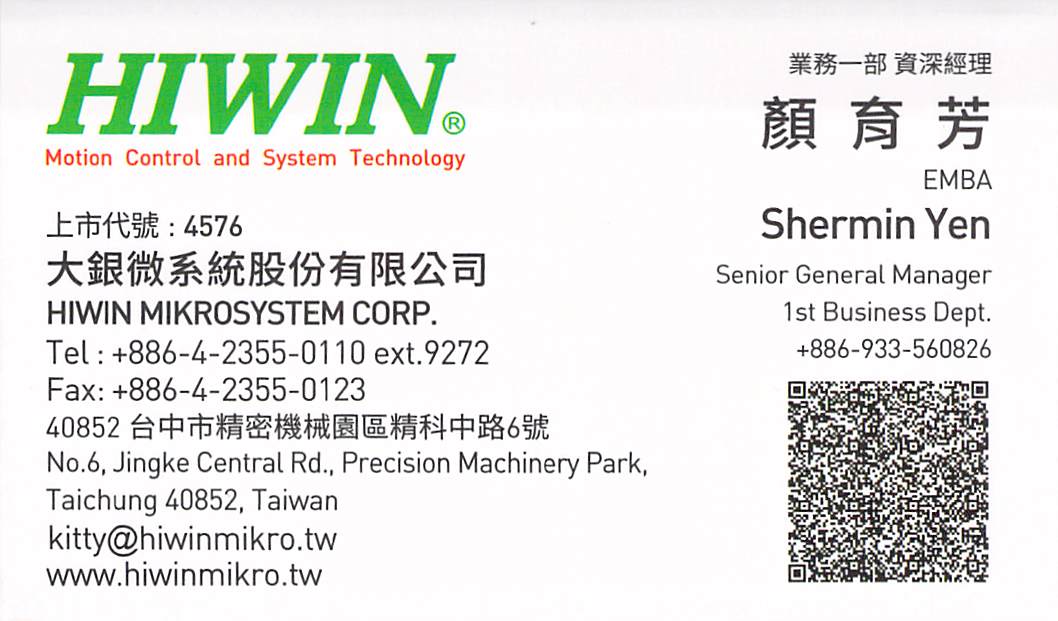 HIWIN®
Motion Control and System Technology
上市代號 : 4576
大銀微系統股份有限公司
HIWIN MIKROSYSTEM CORP.
Tel : +886-4-2355-0110 ext.9272
Fax: +886-4-2355-0123
40852 台中市精密機械園區精科中路6號
No.6, Jingke Central Rd., Precision Machinery Park,
Taichung 40852, Taiwan
kitty@hiwinmikro.tw
www.hiwinmikro.tw
業務一部 資深經理
顏育芳
EMBA
Shermin Yen
Senior General Manager
1st Business Dept.
+886-933-560826